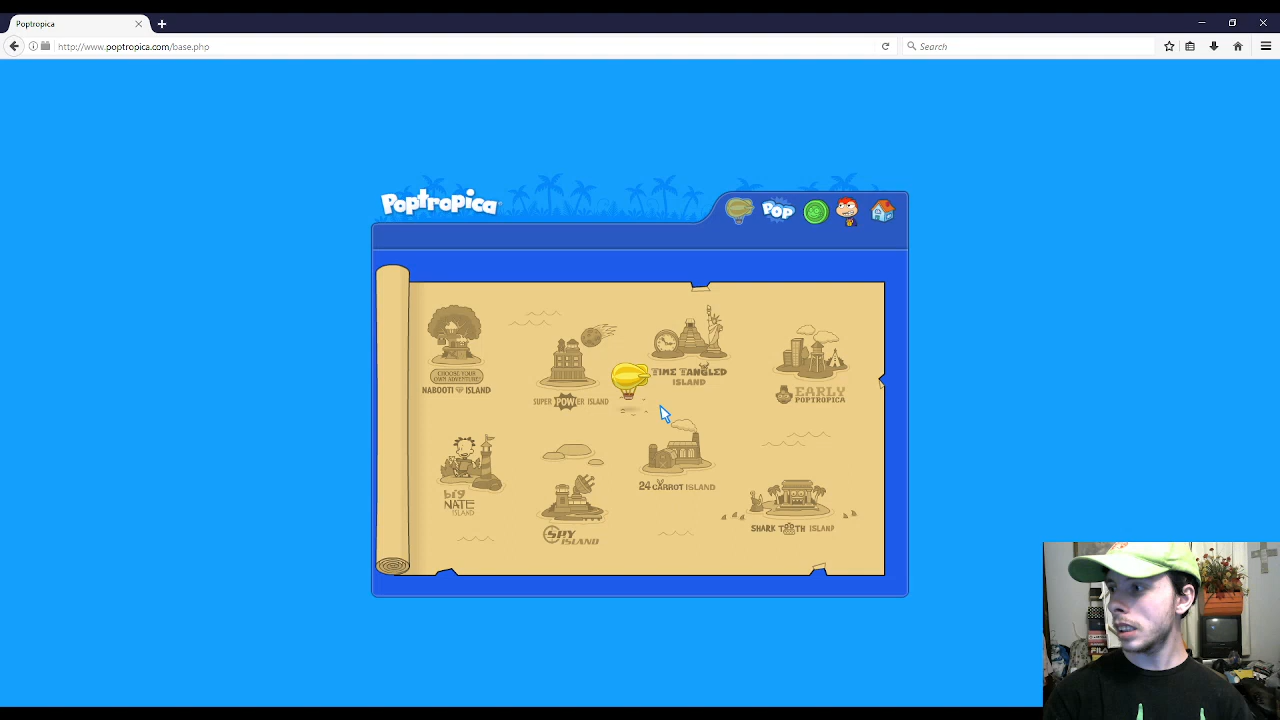 Poptropica
http://www.poptropica.com/base.php
Search
Poptropica
POP
CHOOSE YOUR
OWN ADVENTURE!
NABOOTI ISLAND
SUPER POWER ISLAND
TIME TANGLED
ISLAND
EARLY
POPTROPICA
big
NATE
ISLAND
SPY
ISLAND
24 CARROT ISLAND
SHARK TOOTH ISLAND
FILA